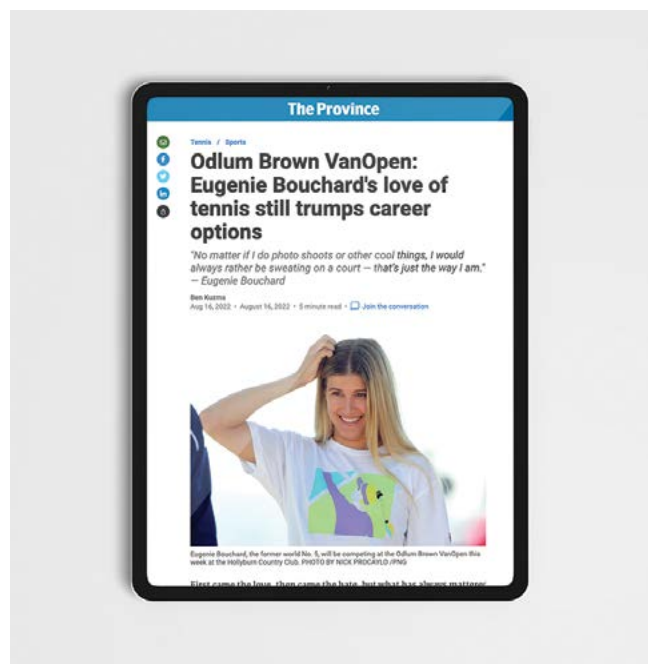 The Province
Tennis / Sports
Odlum Brown VanOpen:
Eugenie Bouchard's love of
tennis still trumps career
options
"No matter if I do photo shoots or other cool things, I would
always rather be sweating on a court — that's just the way I am."
— Eugenie Bouchard
Ben Kuzma
Aug 16, 2022 • August 16, 2022 • 5 minute read • Join the conversation
Eugenie Bouchard, the former world No. 5, will be competing at the Odlum Brown VanOpen this
week at the Hollyburn Country Club. PHOTO BY NICK PROCAYLO /PNG
First came the love, then came the hate, but what has always mattered